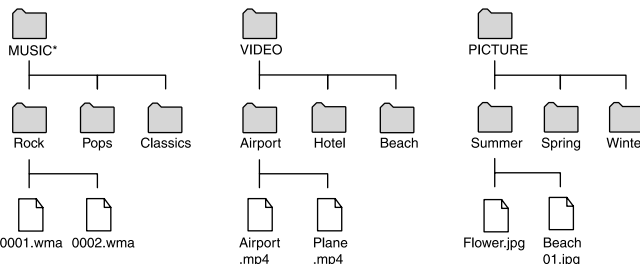 MUSIC* VIDEO PICTURE
Rock Pops Classics Airport Hotel Beach Summer Spring Winte
0001.wma 0002.wma Airport Plane Flower.jpg Beach
.mp4 .mp4 01.jpg